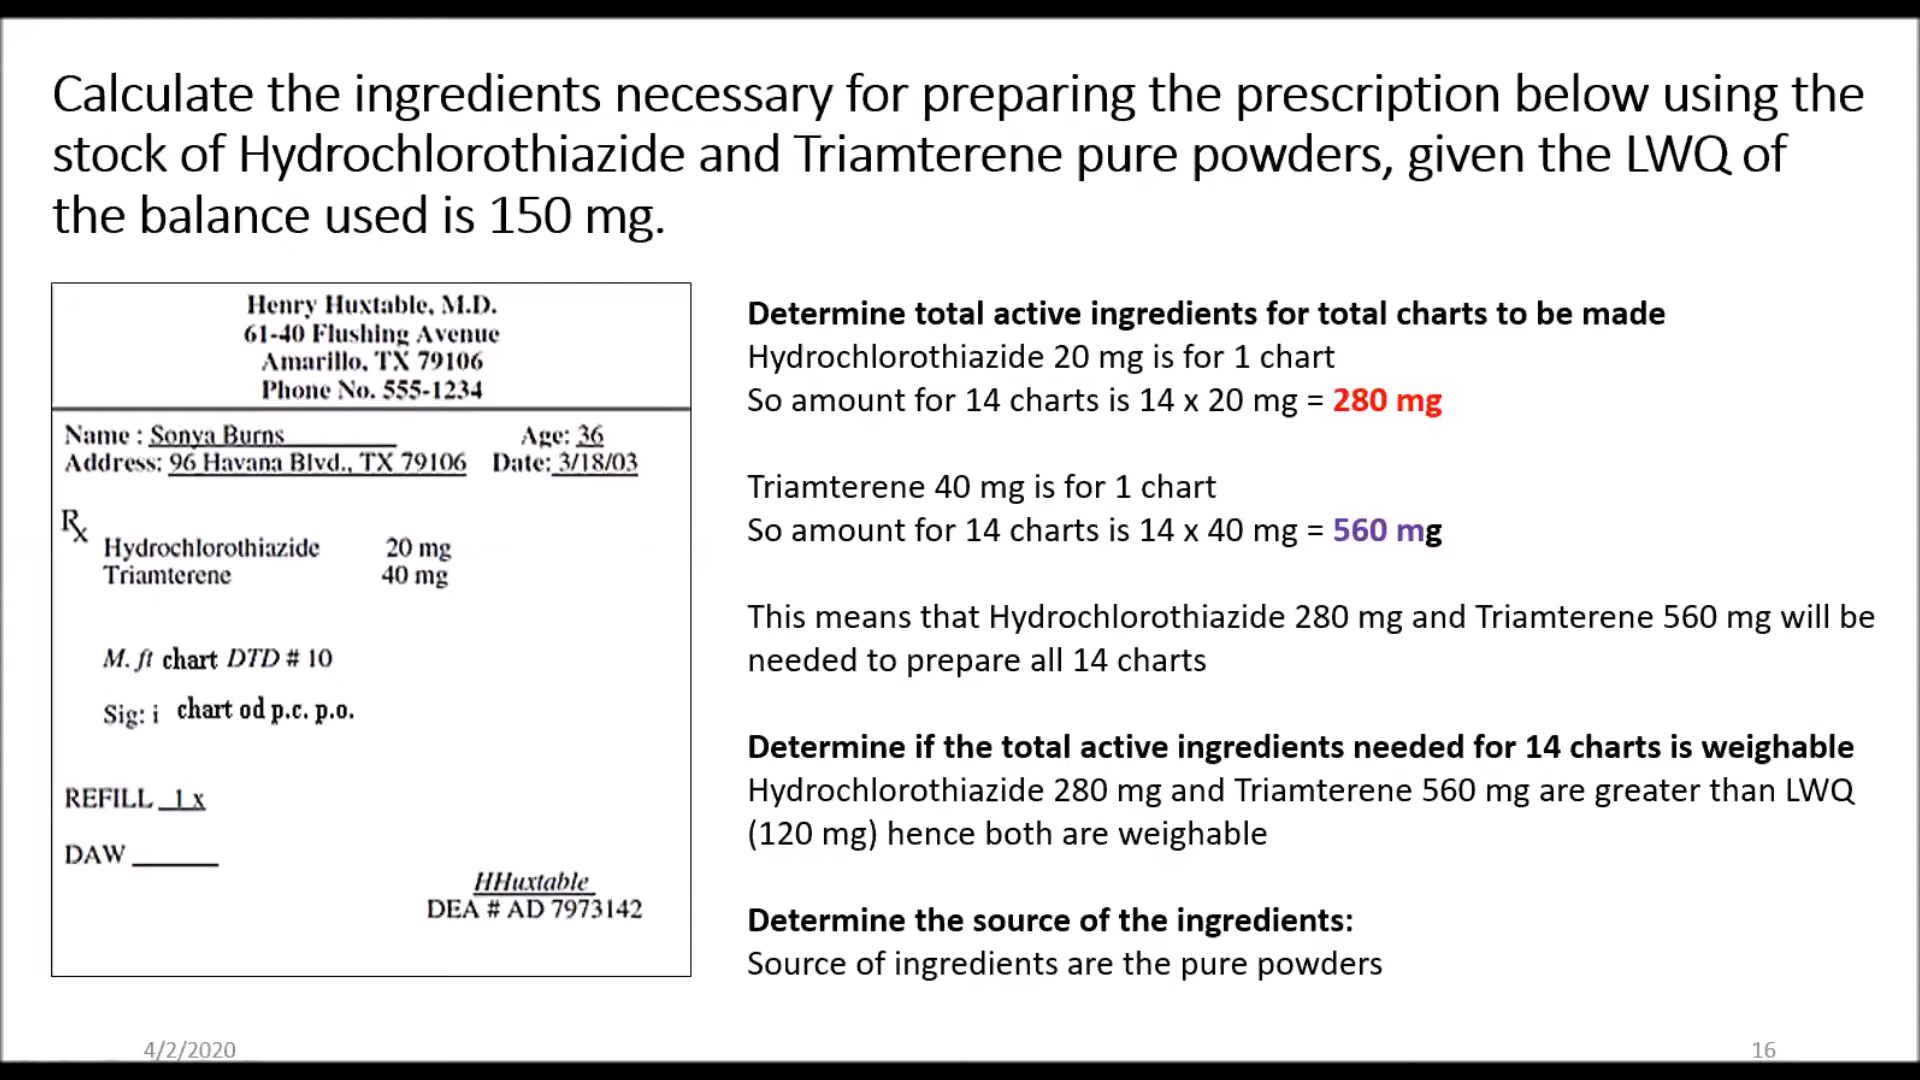 Calculate the ingredients necessary for preparing the prescription below using the
stock of Hydrochlorothiazide and Triamterene pure powders, given the LWQ of
the balance used is 150 mg.
Henry Huxtable, M.D.
61-40 Flushing Avenue
Amarillo, TX 79106
Phone No. 555-1234
Name : Sonya Burns Age: 36
Address: 96 Havana Blvd., TX 79106 Date: 3/18/03
Rx
Hydrochlorothiazide 20 mg
Triamterene 40 mg
M. ft chart DTD # 10
Sig: i chart od p.c. p.o.
REFILL 1 x
DAW
HHuxtable
DEA # AD 7973142
Determine total active ingredients for total charts to be made
Hydrochlorothiazide 20 mg is for 1 chart
So amount for 14 charts is 14 x 20 mg = 280 mg
Triamterene 40 mg is for 1 chart
So amount for 14 charts is 14 x 40 mg = 560 mg
This means that Hydrochlorothiazide 280 mg and Triamterene 560 mg will be
needed to prepare all 14 charts
Determine if the total active ingredients needed for 14 charts is weighable
Hydrochlorothiazide 280 mg and Triamterene 560 mg are greater than LWQ
(120 mg) hence both are weighable
Determine the source of the ingredients:
Source of ingredients are the pure powders
4/2/2020
16